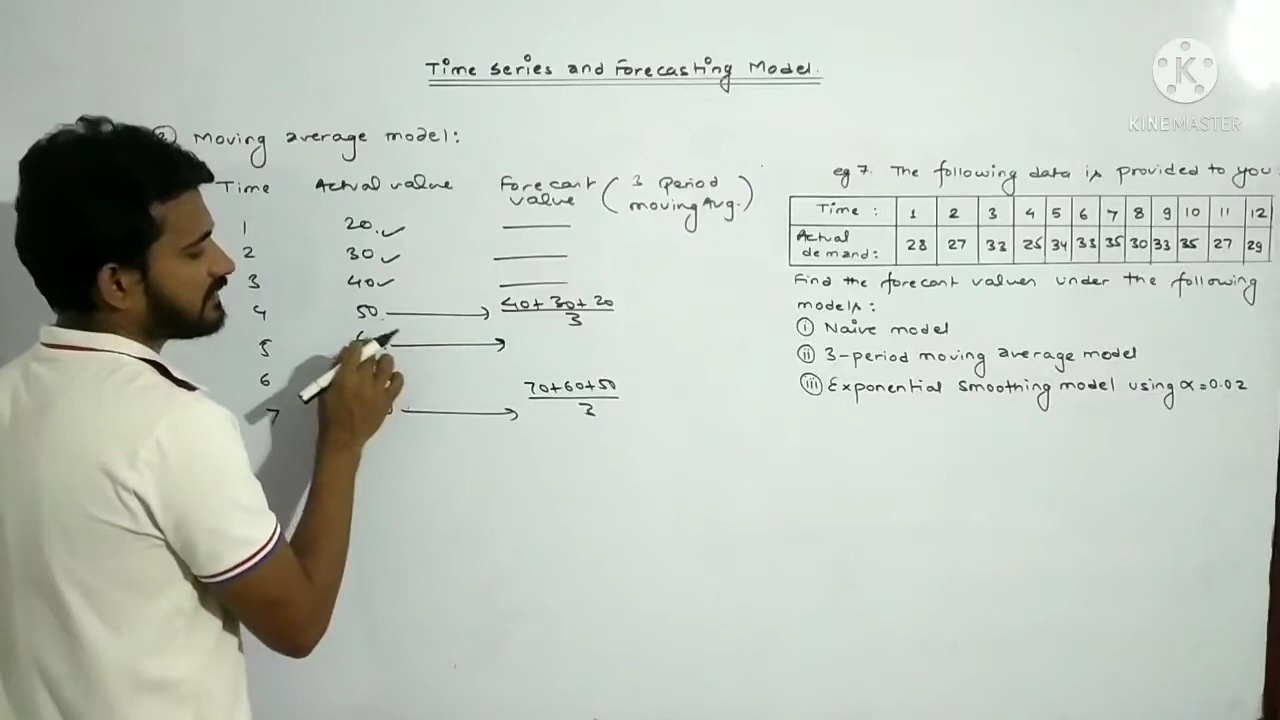 Time Series and Forecasting Model.
KINEMASTER
② Moving average model:
Time Actual value Forecast value (3 Period moving Avg.)
1 20 ✓ ——
2 30 ✓ ——
3 40 ✓ ——
4 50 → 40+30+20 / 3
5 →
6
7 → 70+60+50 / 3
eg 7. The following data is provided to you
Time: 1 2 3 4 5 6 7 8 9 10 11 12
Actual demand: 28 27 33 25 34 33 35 30 33 35 27 29
Find the forecast values under the following
models:
(i) Naive model
(ii) 3-period moving average model
(iii) Exponential smoothing model using α=0.02